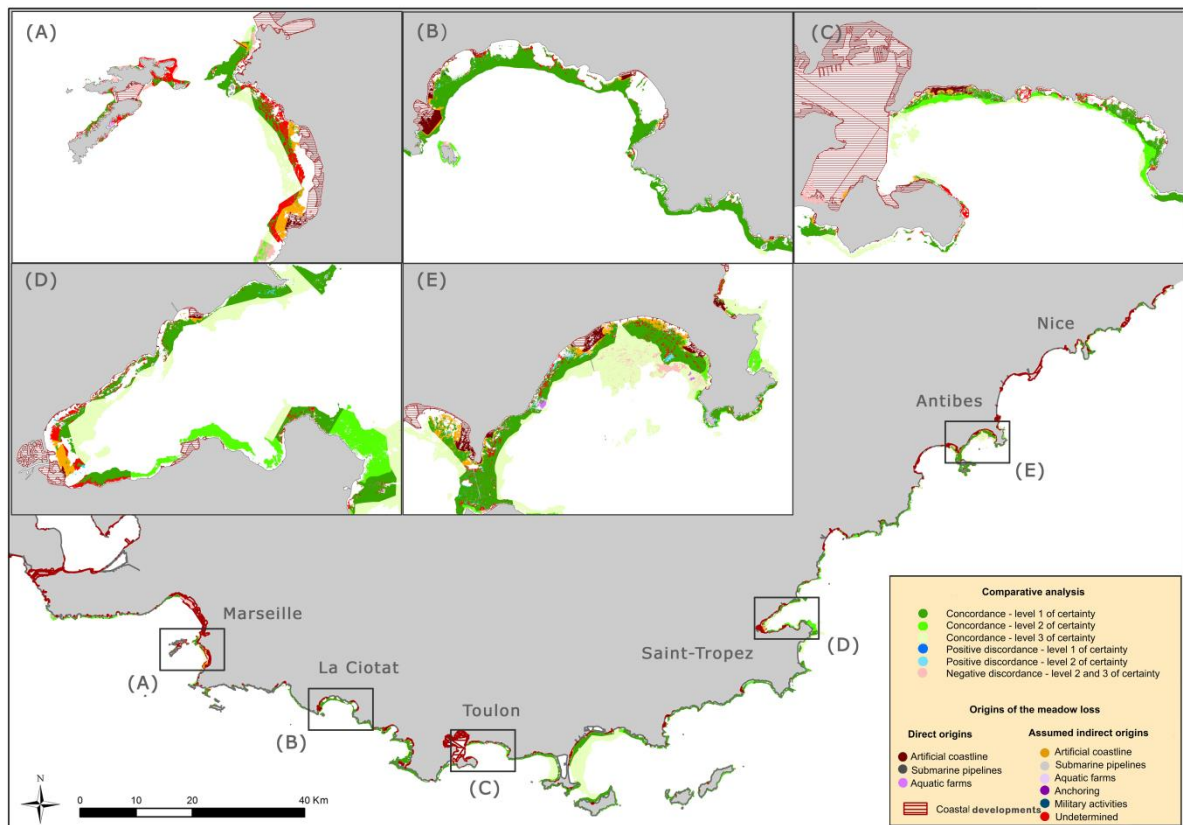 (A)
(B)
(C)
(D)
(E)
Nice
Antibes
(E)
Marseille
(A)
La Ciotat
(B)
Toulon
(C)
Saint-Tropez
(D)
N
0 10 20 40 Km
Comparative analysis
Concordance - level 1 of certainty
Concordance - level 2 of certainty
Concordance - level 3 of certainty
Positive discordance - level 1 of certainty
Positive discordance - level 2 of certainty
Negative discordance - level 2 and 3 of certainty
Origins of the meadow loss
Direct origins
Artificial coastline
Submarine pipelines
Aquatic farms
Coastal developments
Assumed indirect origins
Artificial coastline
Submarine pipelines
Aquatic farms
Anchoring
Military activities
Undetermined